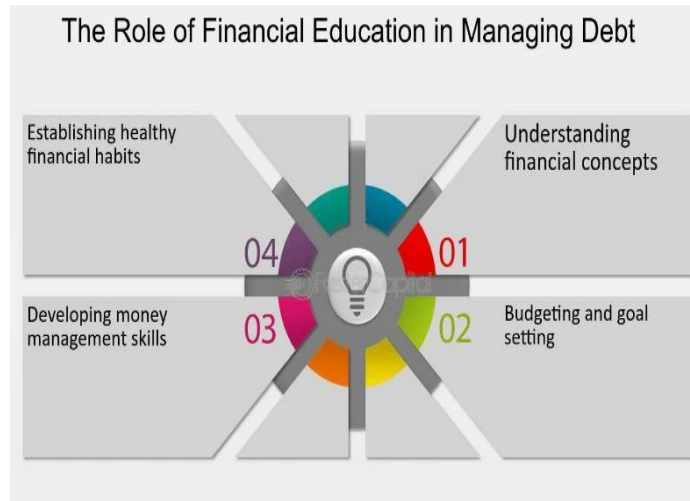 The Role of Financial Education in Managing Debt
Establishing healthy
financial habits
Understanding
financial concepts
04
01
FasterCapital
03
02
Developing money
management skills
Budgeting and goal
setting